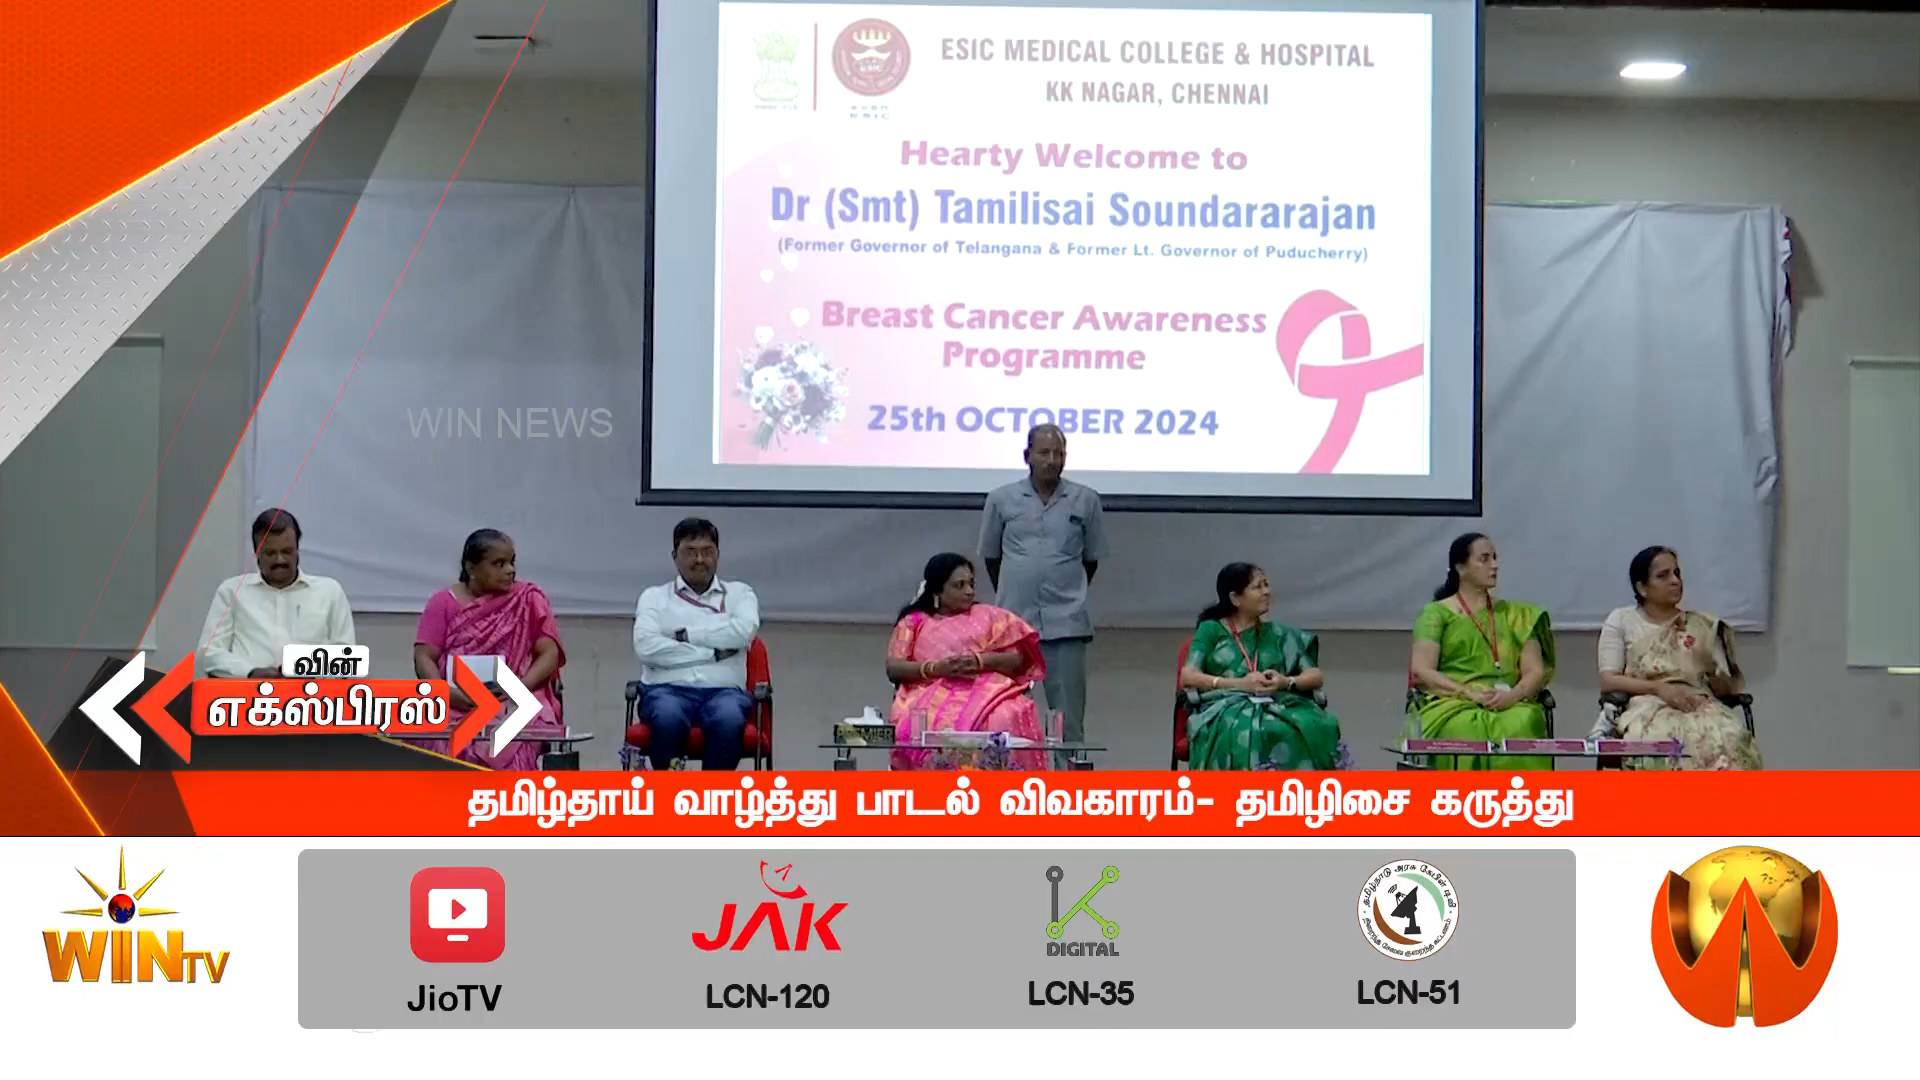 ESIC MEDICAL COLLEGE & HOSPITAL
KK NAGAR, CHENNAI
Hearty Welcome to
Dr (Smt) Tamilisai Soundararajan
(Former Governor of Telangana & Former Lt. Governor of Puducherry)
Breast Cancer Awareness
Programme
25th OCTOBER 2024
WIN NEWS
வின்
எக்ஸ்பிரஸ்
தமிழ்தாய் வாழ்த்து பாடல் விவகாரம்- தமிழிசை கருத்து
WIN TV
JioTV
JAK
LCN-120
K
DIGITAL
LCN-35
LCN-51